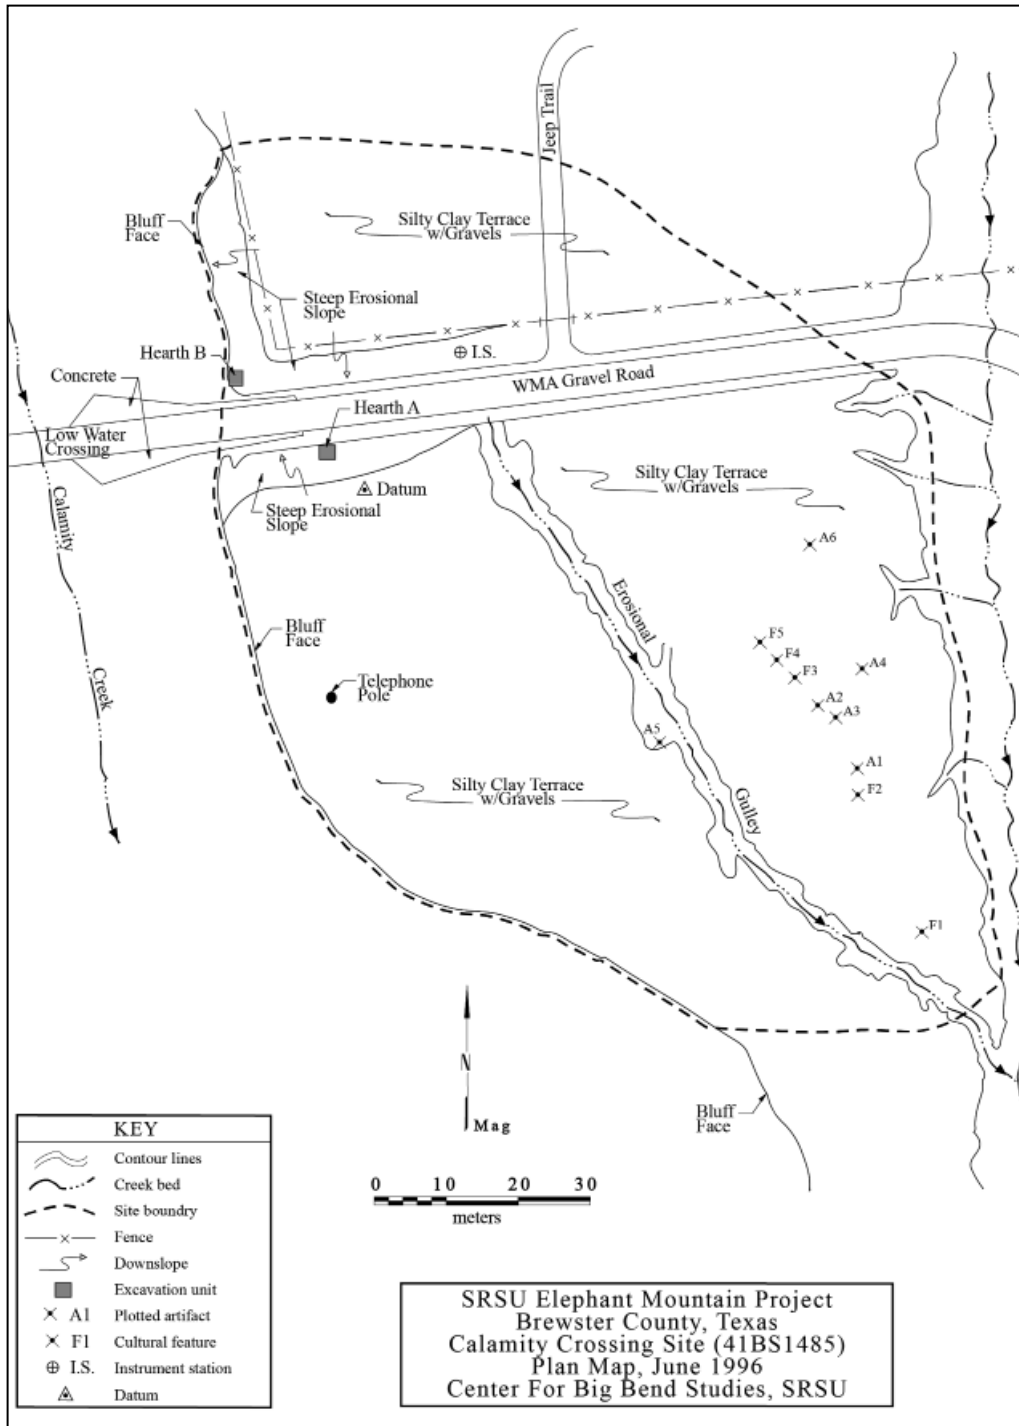 Jeep Trail
Silty Clay Terrace
w/Gravels
Bluff
Face
Steep Erosional
Slope
Hearth B
I.S.
Concrete
WMA Gravel Road
Hearth A
Low Water
Crossing
Silty Clay Terrace
w/Gravels
Datum
Steep Erosional
Slope
Calamity
Creek
A6
Erosional
Gulley
Bluff
Face
F5
F4
F3
A4
Telephone
Pole
A2
A3
A5
A1
F2
Silty Clay Terrace
w/Gravels
F1
N
Mag
Bluff
Face
KEY
Contour lines
Creek bed
Site boundry
Fence
Downslope
Excavation unit
A1 Plotted artifact
F1 Cultural feature
I.S. Instrument station
Datum
0 10 20 30
meters
SRSU Elephant Mountain Project
Brewster County, Texas
Calamity Crossing Site (41BS1485)
Plan Map, June 1996
Center For Big Bend Studies, SRSU